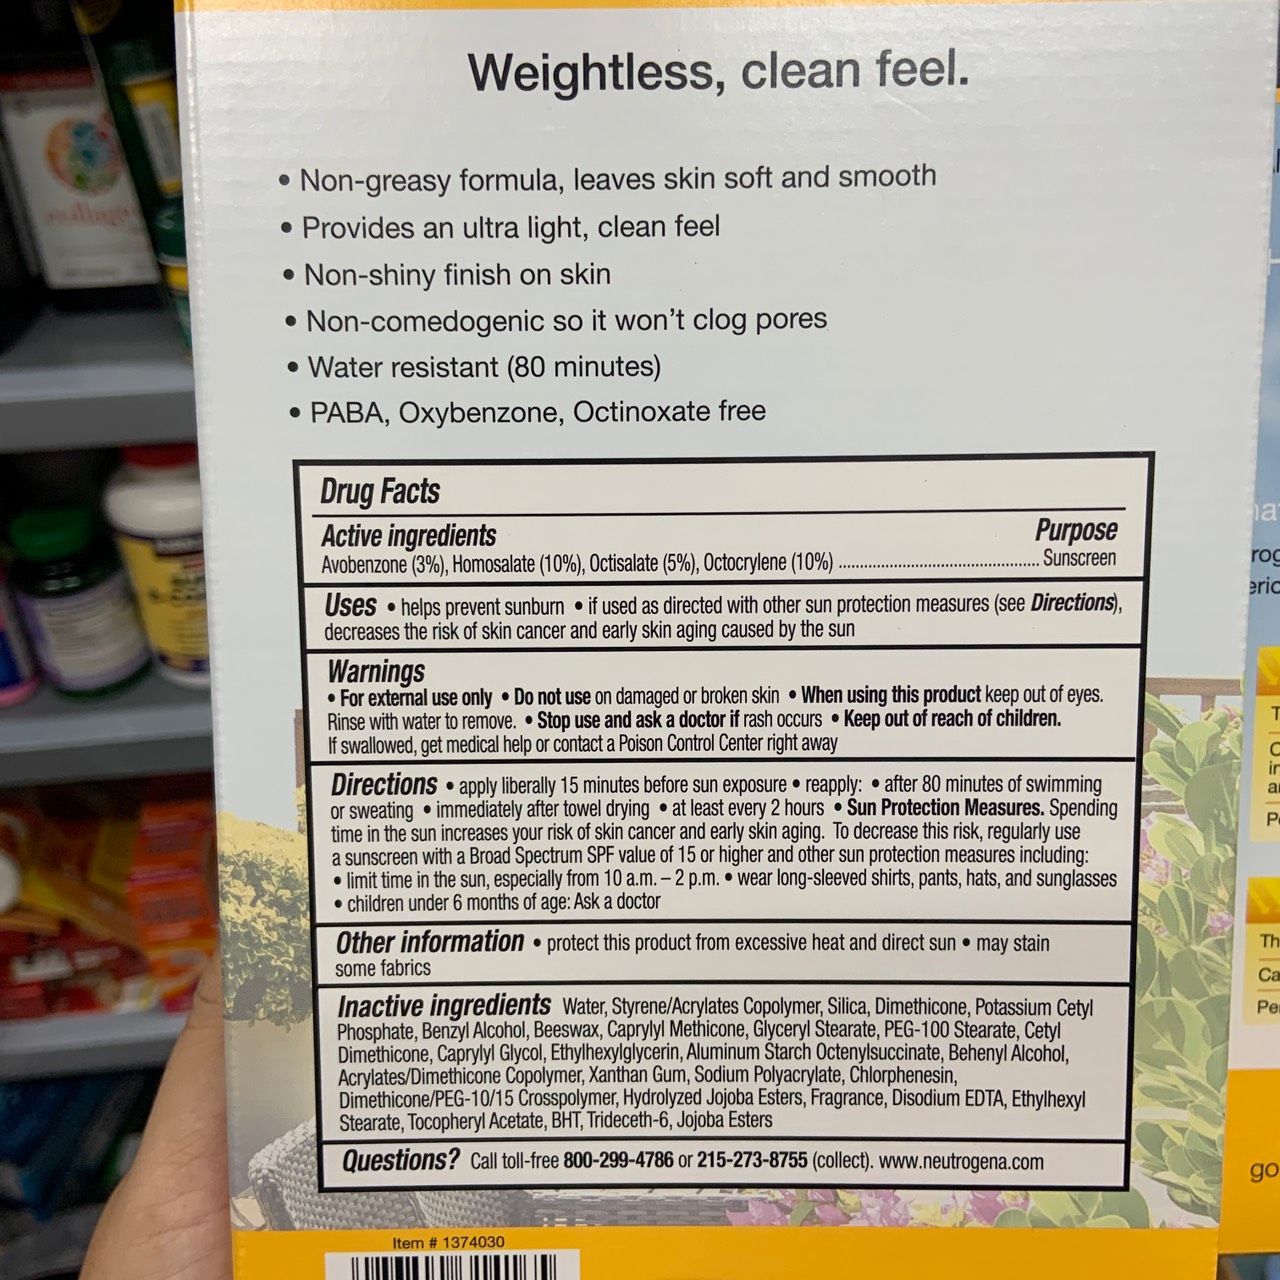 Weightless, clean feel.
• Non-greasy formula, leaves skin soft and smooth
• Provides an ultra light, clean feel
• Non-shiny finish on skin
• Non-comedogenic so it won't clog pores
• Water resistant (80 minutes)
• PABA, Oxybenzone, Octinoxate free
Drug Facts
Active ingredients Purpose
Avobenzone (3%), Homosalate (10%), Octisalate (5%), Octocrylene (10%) ................................................ Sunscreen
Uses • helps prevent sunburn • if used as directed with other sun protection measures (see Directions),
decreases the risk of skin cancer and early skin aging caused by the sun
Warnings
• For external use only • Do not use on damaged or broken skin • When using this product keep out of eyes.
Rinse with water to remove. • Stop use and ask a doctor if rash occurs • Keep out of reach of children.
If swallowed, get medical help or contact a Poison Control Center right away
Directions • apply liberally 15 minutes before sun exposure • reapply: • after 80 minutes of swimming
or sweating • immediately after towel drying • at least every 2 hours • Sun Protection Measures. Spending
time in the sun increases your risk of skin cancer and early skin aging. To decrease this risk, regularly use
a sunscreen with a Broad Spectrum SPF value of 15 or higher and other sun protection measures including:
• limit time in the sun, especially from 10 a.m. – 2 p.m. • wear long-sleeved shirts, pants, hats, and sunglasses
• children under 6 months of age: Ask a doctor
Other information • protect this product from excessive heat and direct sun • may stain
some fabrics
Inactive ingredients Water, Styrene/Acrylates Copolymer, Silica, Dimethicone, Potassium Cetyl
Phosphate, Benzyl Alcohol, Beeswax, Caprylyl Methicone, Glyceryl Stearate, PEG-100 Stearate, Cetyl
Dimethicone, Caprylyl Glycol, Ethylhexylglycerin, Aluminum Starch Octenylsuccinate, Behenyl Alcohol,
Acrylates/Dimethicone Copolymer, Xanthan Gum, Sodium Polyacrylate, Chlorphenesin,
Dimethicone/PEG-10/15 Crosspolymer, Hydrolyzed Jojoba Esters, Fragrance, Disodium EDTA, Ethylhexyl
Stearate, Tocopheryl Acetate, BHT, Trideceth-6, Jojoba Esters
Questions? Call toll-free 800-299-4786 or 215-273-8755 (collect). www.neutrogena.com
Item # 1374030